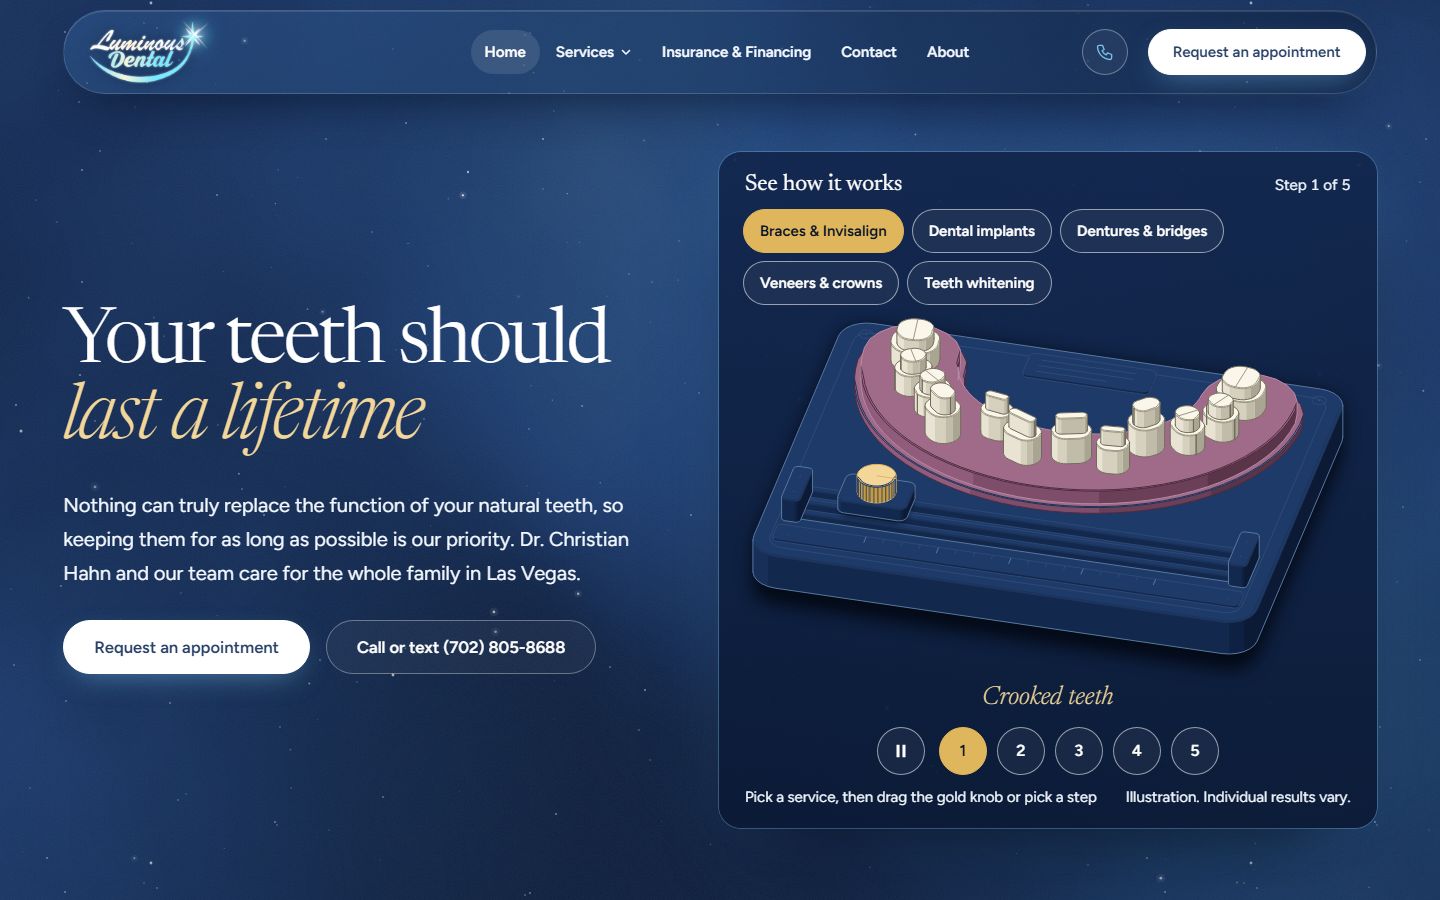 Luminous
Dental
Home
Services
Insurance & Financing
Contact
About
Request an appointment
Your teeth should
last a lifetime
Nothing can truly replace the function of your natural teeth, so
keeping them for as long as possible is our priority. Dr. Christian
Hahn and our team care for the whole family in Las Vegas.
Request an appointment
Call or text (702) 805-8688
See how it works
Step 1 of 5
Braces & Invisalign
Dental implants
Dentures & bridges
Veneers & crowns
Teeth whitening
Crooked teeth
1
2
3
4
5
Pick a service, then drag the gold knob or pick a step
Illustration. Individual results vary.